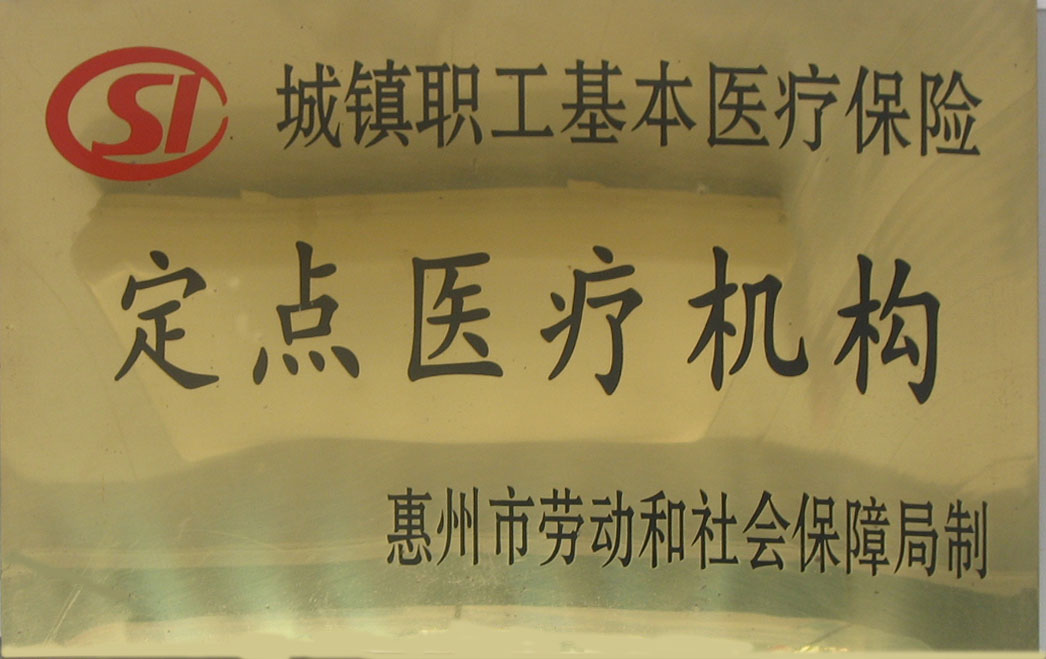 SI 城镇职工基本医疗保险
定点医疗机构
惠州市劳动和社会保障局制